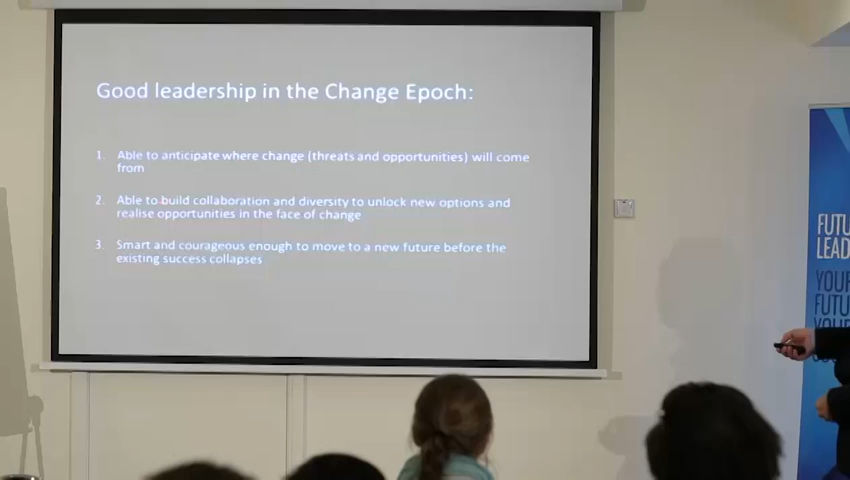 Good leadership in the Change Epoch:
1. Able to anticipate where change (threats and opportunities) will come
from
2. Able to build collaboration and diversity to unlock new options and
realise opportunities in the face of change
3. Smart and courageous enough to move to a new future before the
existing success collapses
FUTU
LEAD
YOUR
FUTU
YOUR